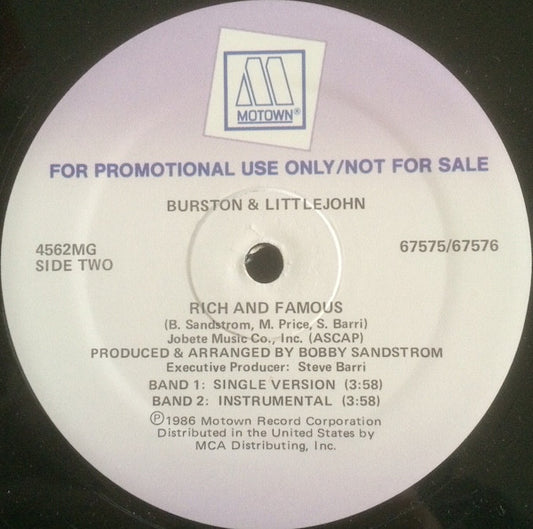 MOTOWN®
FOR PROMOTIONAL USE ONLY/NOT FOR SALE
BURSTON & LITTLEJOHN
4562MG
SIDE TWO
67575/67576
RICH AND FAMOUS
(B. Sandstrom, M. Price, S. Barri)
Jobete Music Co., Inc. (ASCAP)
PRODUCED & ARRANGED BY BOBBY SANDSTROM
Executive Producer: Steve Barri
BAND 1: SINGLE VERSION (3:58)
BAND 2: INSTRUMENTAL (3:58)
Ⓟ1986 Motown Record Corporation
Distributed in the United States by
MCA Distributing, Inc.